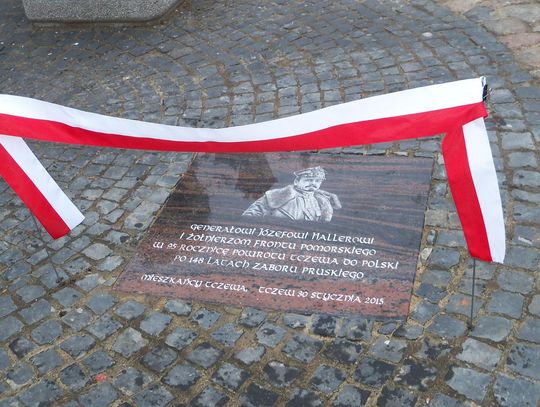 Generałowi Józefowi Hallerowi
i żołnierzom Frontu Pomorskiego
w 95 rocznicę powrotu Tczewa do Polski
po 148 latach zaboru pruskiego
mieszkańcy Tczewa, Tczew 30 stycznia 2015